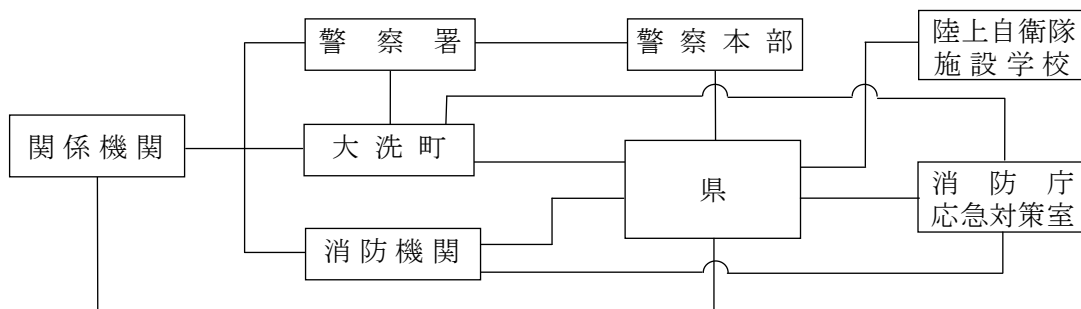 警察署
警察本部
陸上自衛隊
施設学校
関係機関
大洗町
県
消防庁
応急対策室
消防機関